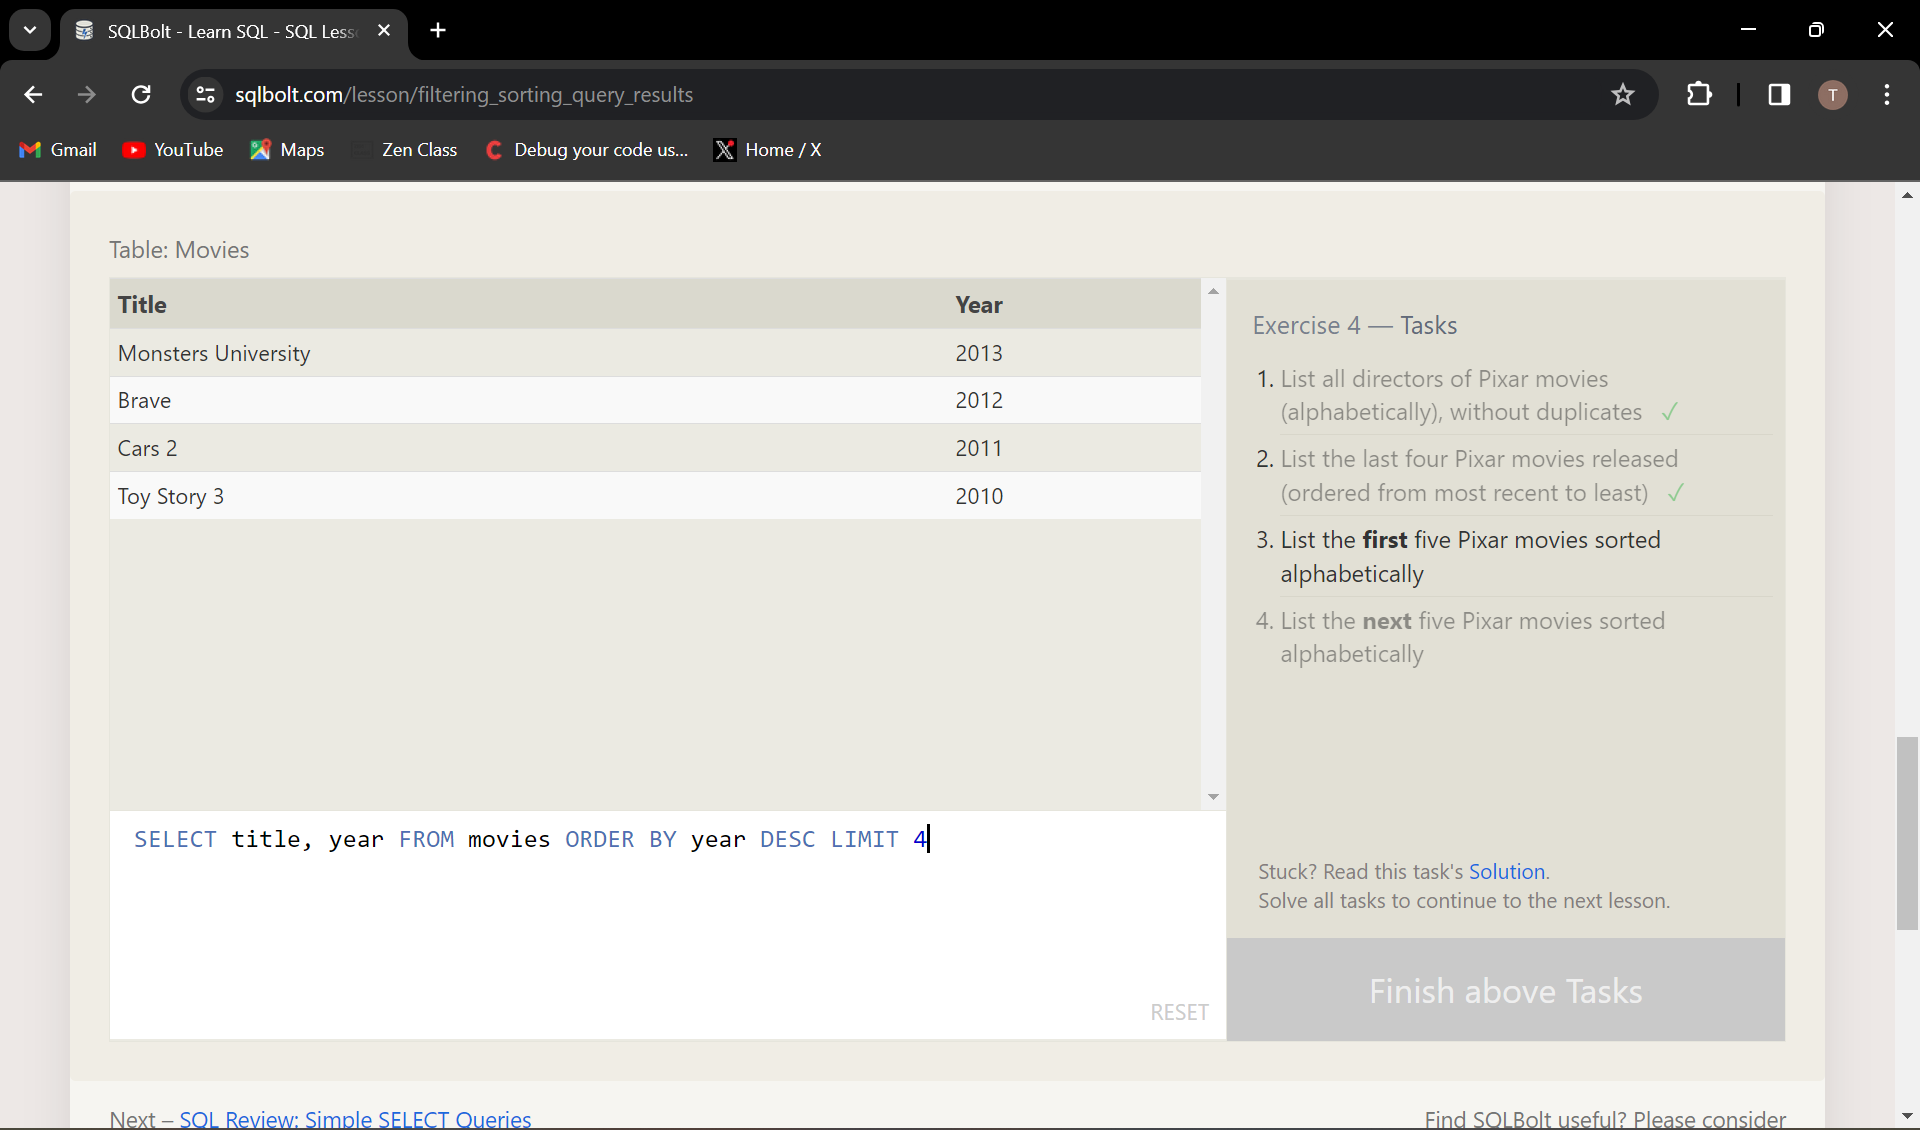 SQLBolt - Learn SQL - SQL Less
sqlbolt.com/lesson/filtering_sorting_query_results
T
Gmail YouTube Maps Zen Class Debug your code us... Home / X
Table: Movies
Title Year
Monsters University 2013
Brave 2012
Cars 2 2011
Toy Story 3 2010
SELECT title, year FROM movies ORDER BY year DESC LIMIT 4
RESET
Exercise 4 — Tasks
1. List all directors of Pixar movies
(alphabetically), without duplicates ✓
2. List the last four Pixar movies released
(ordered from most recent to least) ✓
3. List the first five Pixar movies sorted
alphabetically
4. List the next five Pixar movies sorted
alphabetically
Stuck? Read this task's Solution.
Solve all tasks to continue to the next lesson.
Finish above Tasks
Next – SQL Review: Simple SELECT Queries
Find SQLBolt useful? Please consider